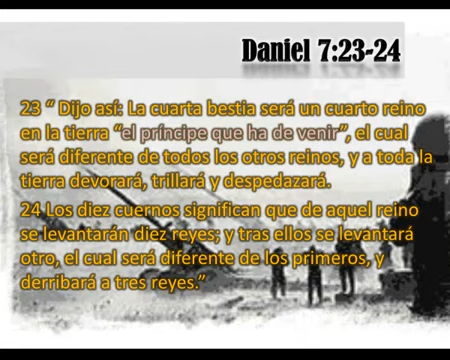 Daniel 7:23-24
23 “ Dijo así: La cuarta bestia será un cuarto reino
en la tierra “el príncipe que ha de venir”, el cual
será diferente de todos los otros reinos, y a toda la
tierra devorará, trillará y despedazará.
24 Los diez cuernos significan que de aquel reino
se levantarán diez reyes; y tras ellos se levantará
otro, el cual será diferente de los primeros, y
derribará a tres reyes.”